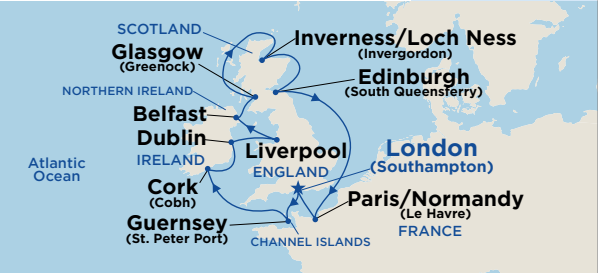 SCOTLAND
Glasgow
(Greenock)
Inverness/Loch Ness
(Invergordon)
Edinburgh
(South Queensferry)
NORTHERN IRELAND
Belfast
Dublin
IRELAND
Liverpool
ENGLAND
London
(Southampton)
Atlantic
Ocean
Cork
(Cobh)
Paris/Normandy
(Le Havre)
Guernsey
(St. Peter Port)
CHANNEL ISLANDS
FRANCE